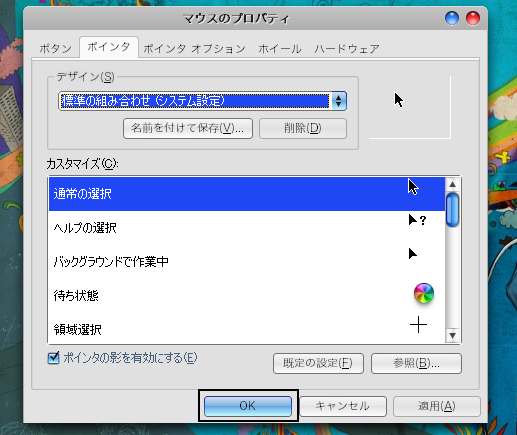 マウスのプロパティ
ボタン ポインタ ポインタ オプション ホイール ハードウェア
デザイン(S)
標準の組み合わせ (システム設定)
名前を付けて保存(V)... 削除(D)
カスタマイズ(C):
通常の選択
ヘルプの選択
バックグラウンドで作業中
待ち状態
領域選択
ポインタの影を有効にする(E)
既定の設定(F) 参照(B)...
OK キャンセル 適用(A)